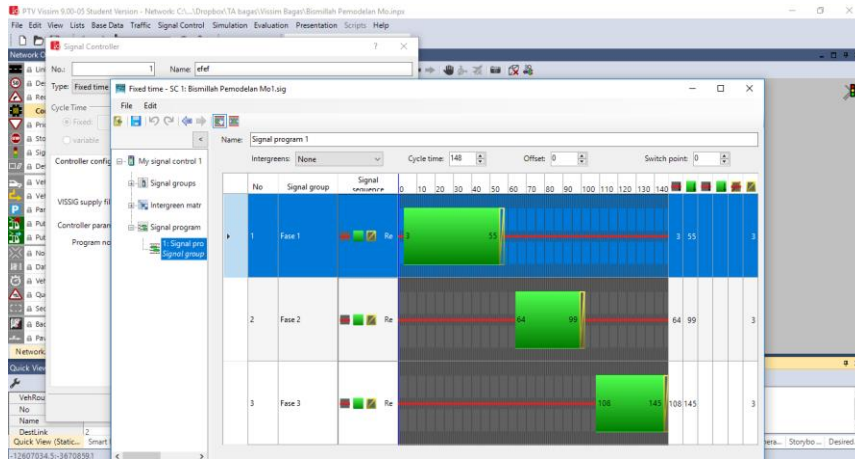 PTV Vissim 9.00-05 Student Version - Network: C:\...\Dropbox\TA bagas\Vissim Bagas\Bismillah Pemodelan Mo.inpx
File Edit View Lists Base Data Traffic Signal Control Simulation Evaluation Presentation Scripts Help
Signal Controller ? ×
No.: 1 Name: efef
Type: Fixed time
Cycle Time
Fixed:
variable
Controller config
VISSIG supply fil
Controller param
Program no
Fixed time - SC 1: Bismillah Pemodelan Mo1.sig
File Edit
My signal control 1
Signal groups
Intergreen matr
Signal program
1: Signal pro
Signal group
Name: Signal program 1
Intergreens: None Cycle time: 148 Offset: 0 Switch point: 0
No Signal group Signal sequence 0 10 20 30 40 50 60 70 80 90 100 110 120 130 140
1 Fase 1 Re 3 55 3 55 3
2 Fase 2 Re 64 99 64 99 3
3 Fase 3 Re 108 145 108 145 3
Network
Quick View
VehRou
No
Name
DestLink 2
Quick View (Static... Smart
Storybo... Desired
-12607034.5:-3670859.1